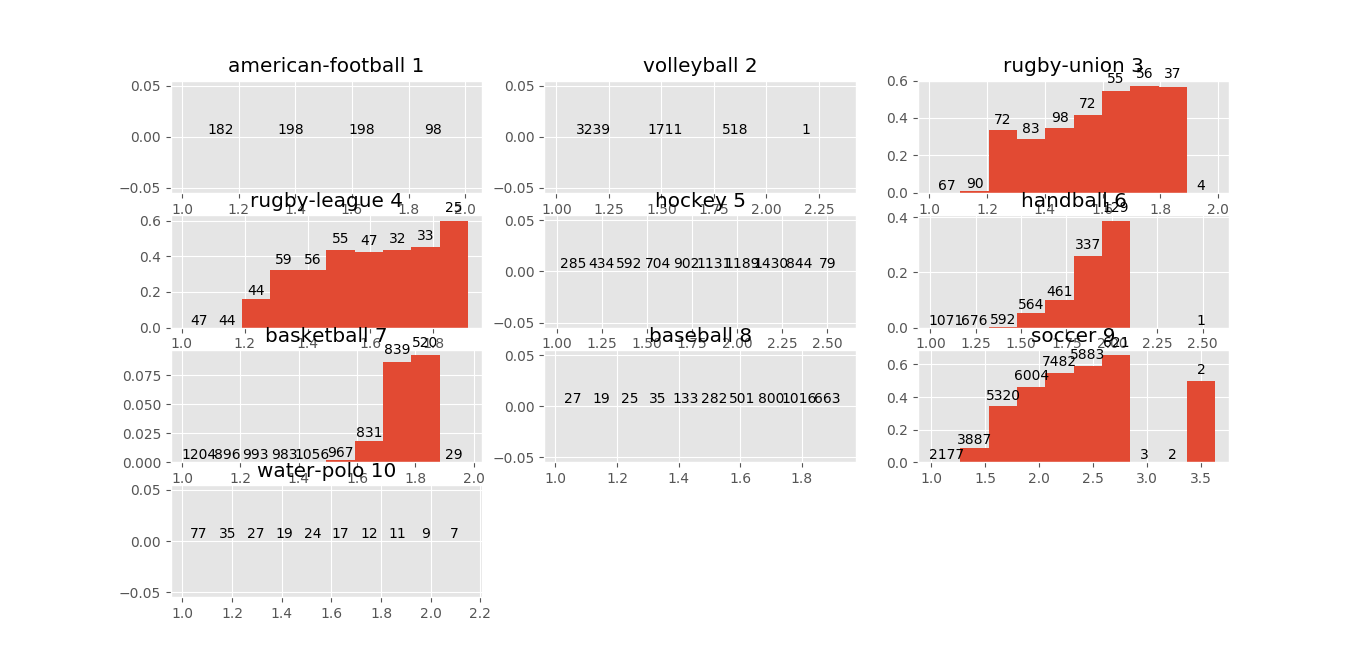 american-football 1
volleyball 2
rugby-union 3
0.05
0.00
−0.05
182 198 198 98
1.0 1.2 1.4 1.6 1.8 2.0
0.05
0.00
−0.05
3239 1711 518 1
1.00 1.25 1.50 1.75 2.00 2.25
0.6
0.4
0.2
0.0
67 90 72 83 98 72 55 56 37 4
1.0 1.2 1.4 1.6 1.8 2.0
rugby-league 4
hockey 5
handball 6
0.6
0.4
0.2
0.0
47 44 44 59 56 55 47 32 33 25
1.0 1.2 1.4 1.6 1.8
0.05
0.00
−0.05
285 434 592 704 902 1131 1189 1430 844 79
1.00 1.25 1.50 1.75 2.00 2.25 2.50
0.4
0.2
0.0
1071 676 592 564 461 337 129 1
1.00 1.25 1.50 1.75 2.00 2.25 2.50
basketball 7
baseball 8
soccer 9
0.075
0.050
0.025
0.000
1204 896 993 983 1056 967 831 839 520 29
1.0 1.2 1.4 1.6 1.8 2.0
0.05
0.00
−0.05
27 19 25 35 133 282 501 800 1016 663
1.0 1.2 1.4 1.6 1.8
0.6
0.4
0.2
0.0
2177 3887 5320 6004 7482 5883 621 3 2 2
1.0 1.5 2.0 2.5 3.0 3.5
water-polo 10
0.05
0.00
−0.05
77 35 27 19 24 17 12 11 9 7
1.0 1.2 1.4 1.6 1.8 2.0 2.2